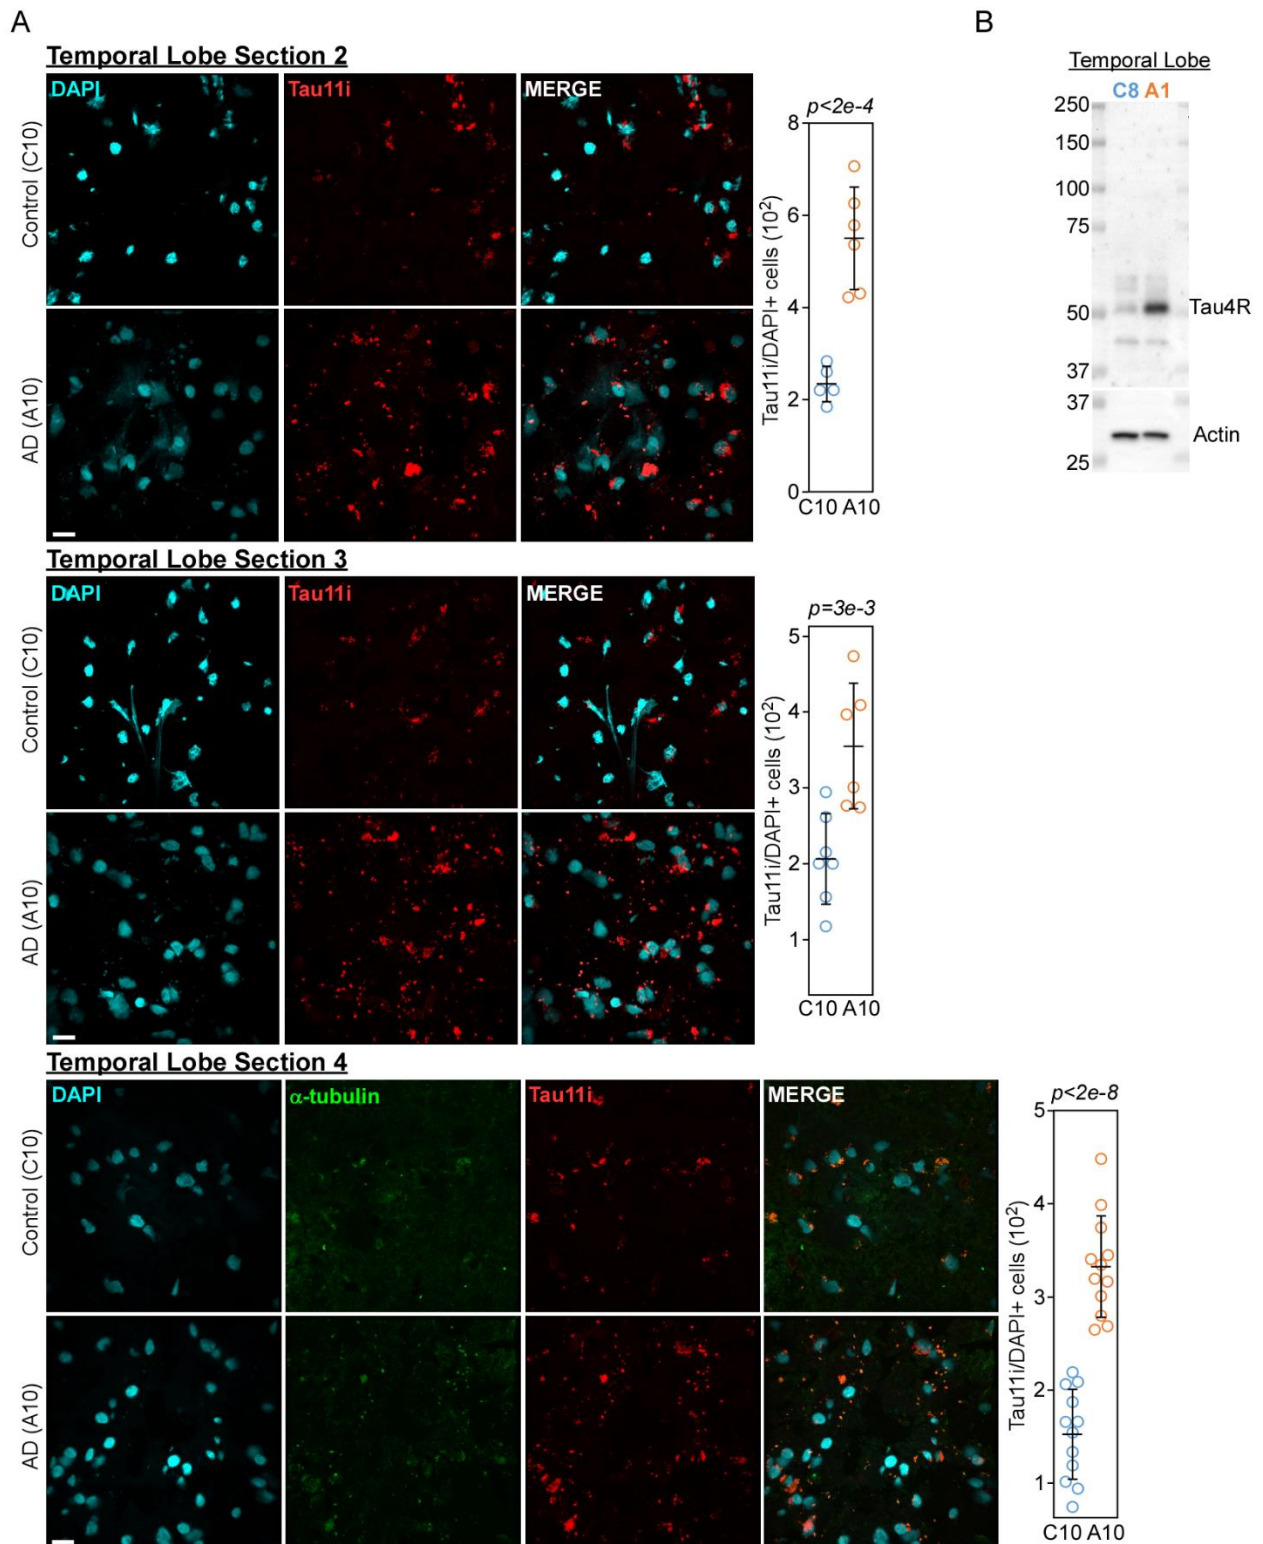 A
Temporal Lobe Section 2
Control (C10)
DAPI
Tau11i
MERGE
AD (A10)
p<2e-4
Tau11i/DAPI+ cells (10²)
8
6
4
2
0
C10 A10
Temporal Lobe Section 3
Control (C10)
DAPI
Tau11i
MERGE
AD (A10)
p=3e-3
Tau11i/DAPI+ cells (10²)
5
4
3
2
1
C10 A10
Temporal Lobe Section 4
Control (C10)
DAPI
α-tubulin
Tau11i
MERGE
AD (A10)
p<2e-8
Tau11i/DAPI+ cells (10²)
5
4
3
2
1
C10 A10
B
Temporal Lobe
C8 A1
250
150
100
75
50
37
Tau4R
37
25
Actin